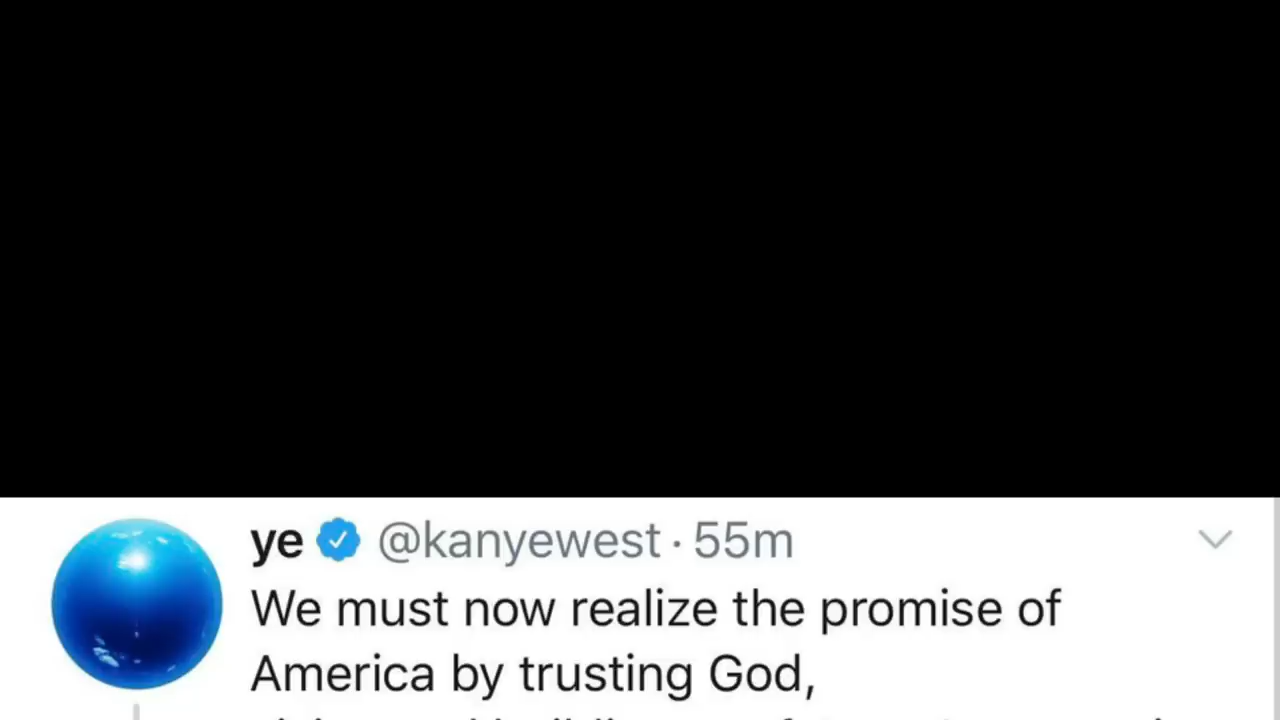 ye @kanyewest · 55m
We must now realize the promise of
America by trusting God,